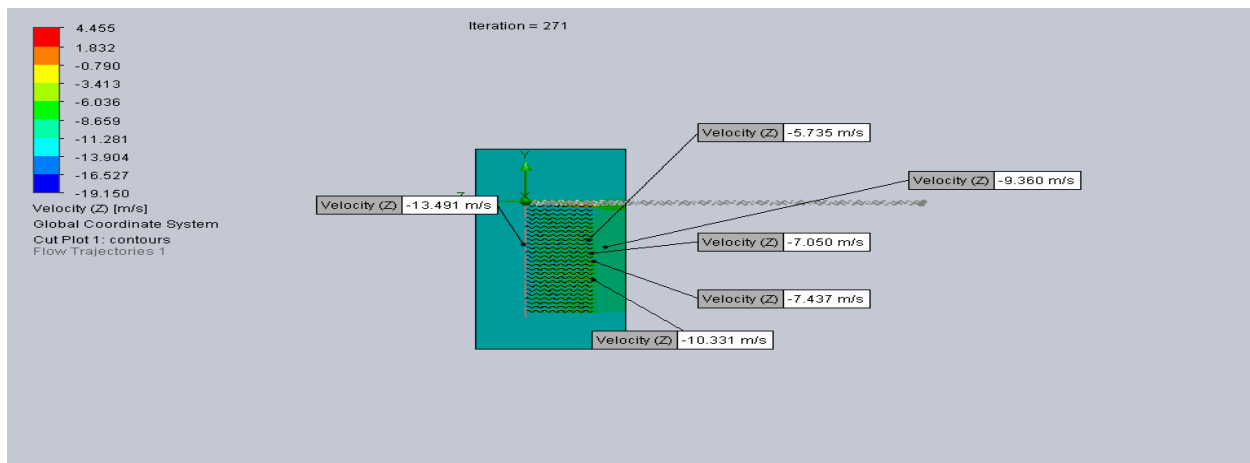 Iteration = 271
4.455
1.832
-0.790
-3.413
-6.036
-8.659
-11.281
-13.904
-16.527
-19.150
Velocity (Z) [m/s]
Global Coordinate System
Cut Plot 1: contours
Flow Trajectories 1
Velocity (Z) -5.735 m/s
Y
Velocity (Z) -9.360 m/s
Z
Velocity (Z) -13.491 m/s
Velocity (Z) -7.050 m/s
Velocity (Z) -7.437 m/s
Velocity (Z) -10.331 m/s